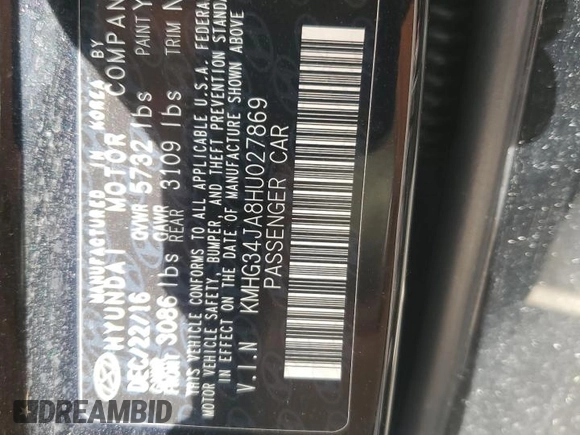 MANUFACTURED IN KOREA BY
HYUNDAI MOTOR COMPAN
DEC/22/16 GVWR 5732 lbs PAINT Y
3086 lbs GAWR REAR 3109 lbs TRIM N
THIS VEHICLE CONFORMS TO ALL APPLICABLE U.S.A. FEDERA
MOTOR VEHICLE SAFETY, BUMPER, AND THEFT PREVENTION STANDA
IN EFFECT ON THE DATE OF MANUFACTURE SHOWN ABOVE
V.I.N KMHG34JA8HU027869
PASSENGER CAR
DREAMBID